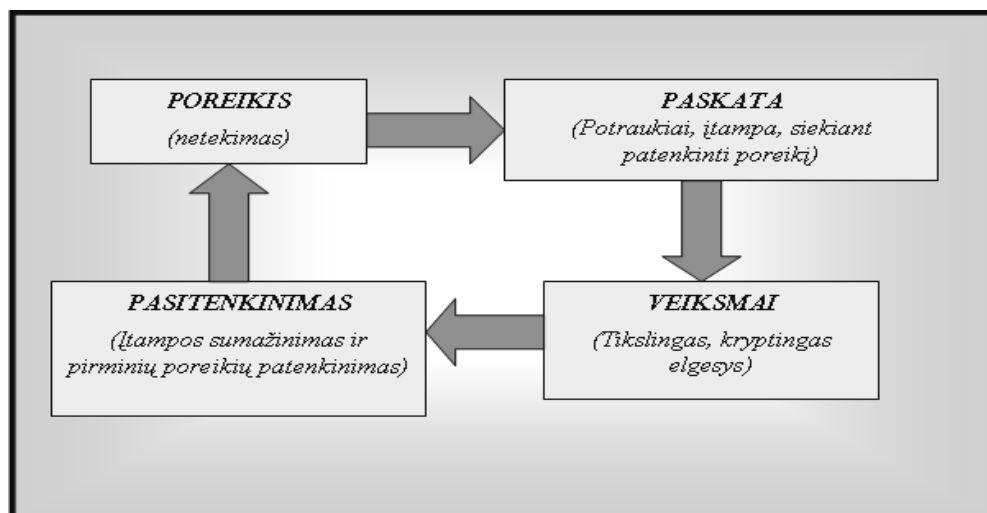 POREIKIS
(netekimas)
PASKATA
(Potraukiai, įtampa, siekiant
patenkinti poreikį)
VEIKSMAI
(Tikslingas, kryptingas
elgesys)
PASITENKINIMAS
(Įtampos sumažinimas ir
pirminių poreikių patenkinimas)